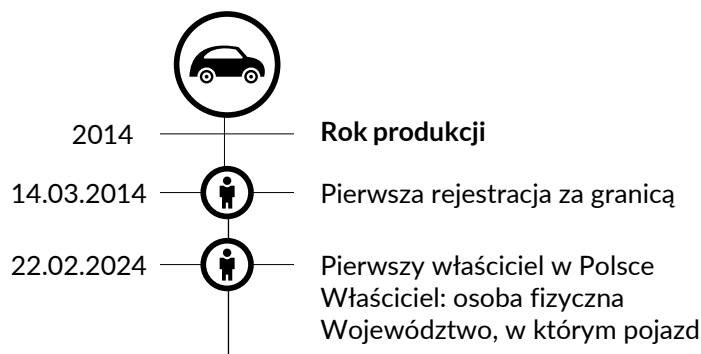 2014 Rok produkcji
14.03.2014 Pierwsza rejestracja za granicą
22.02.2024 Pierwszy właściciel w Polsce
Właściciel: osoba fizyczna
Województwo, w którym pojazd